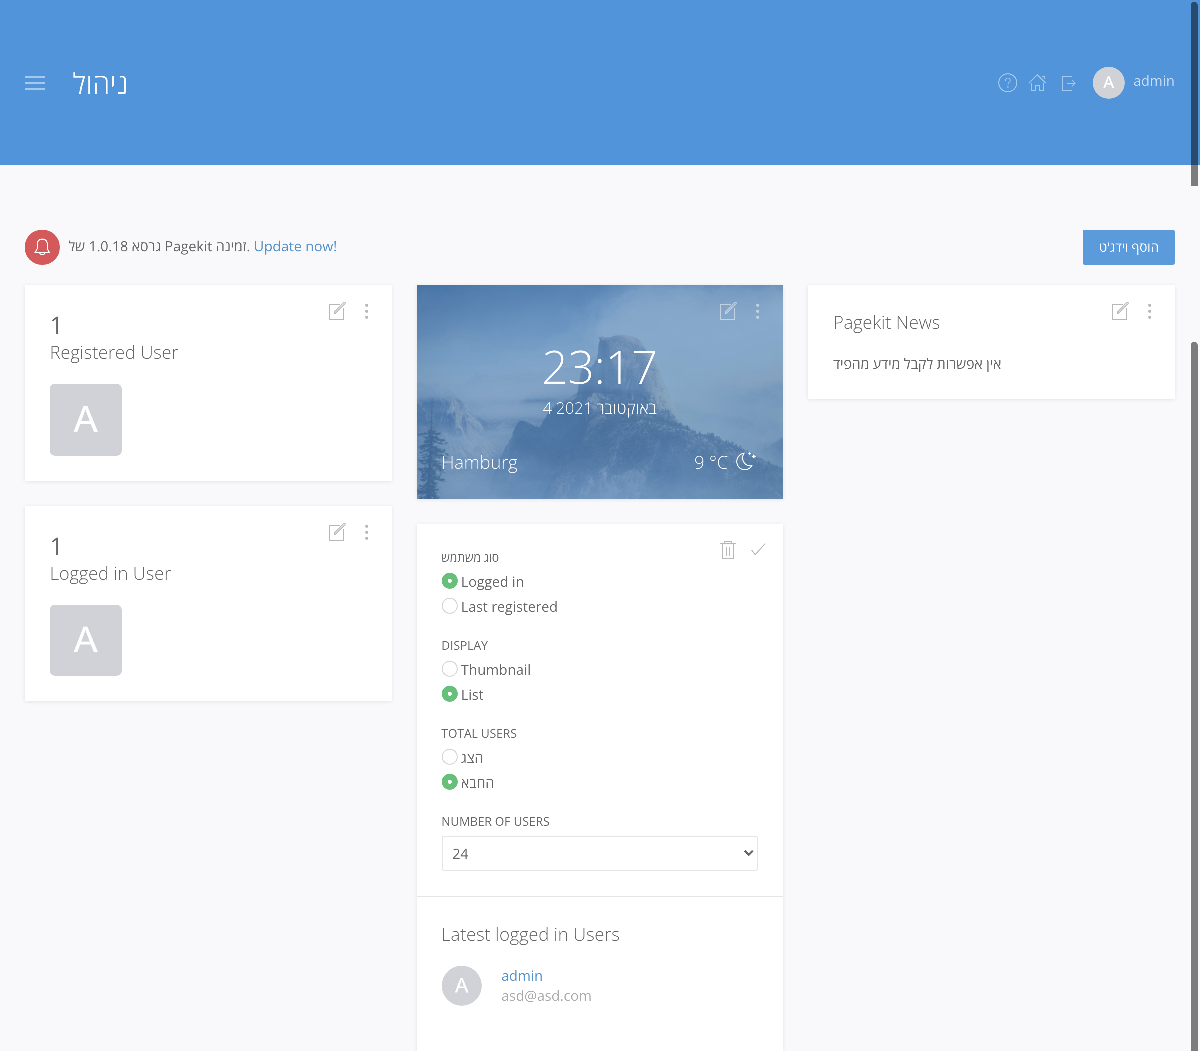 ניהול
A admin
גרסא 1.0.18 של Pagekit זמינה. Update now!
הוסף וידג'ט
1
Registered User
A
1
Logged in User
A
23:17
4 באוקטובר 2021
Hamburg
9 °C
סוג משתמש
Logged in
Last registered
DISPLAY
Thumbnail
List
TOTAL USERS
הצג
החבא
NUMBER OF USERS
24
Latest logged in Users
A
admin
asd@asd.com
Pagekit News
אין אפשרות לקבל מידע מהפיד